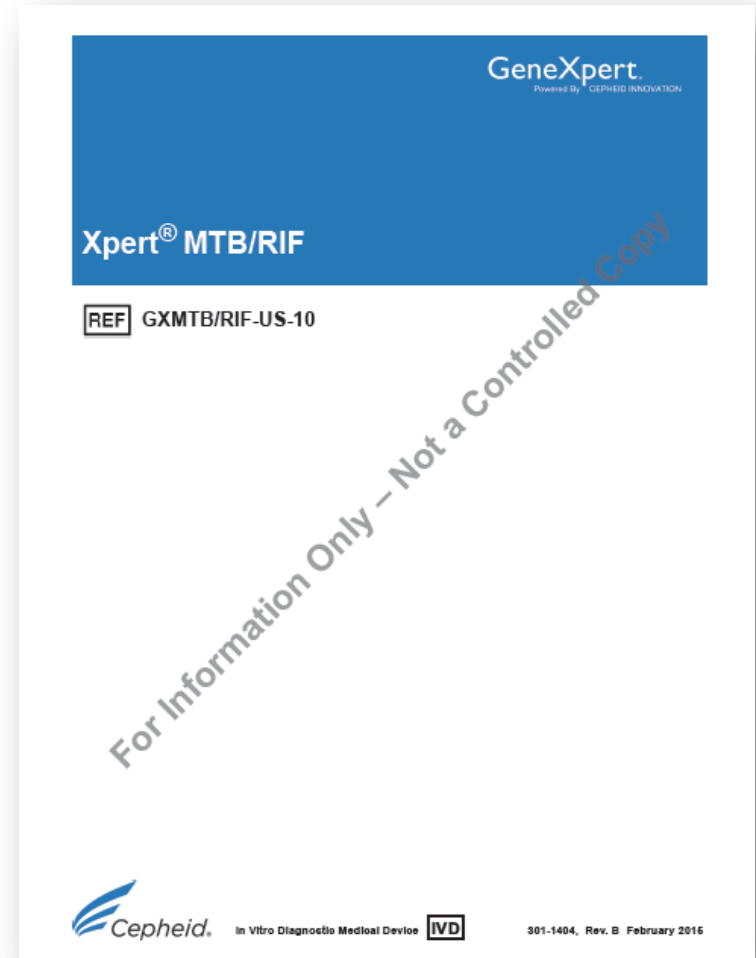 GeneXpert.
Powered By CEPHEID INNOVATION
Xpert® MTB/RIF
REF GXMTB/RIF-US-10
For Information Only – Not a Controlled Copy
Cepheid. In Vitro Diagnostic Medical Device IVD 301-1404, Rev. B February 2015